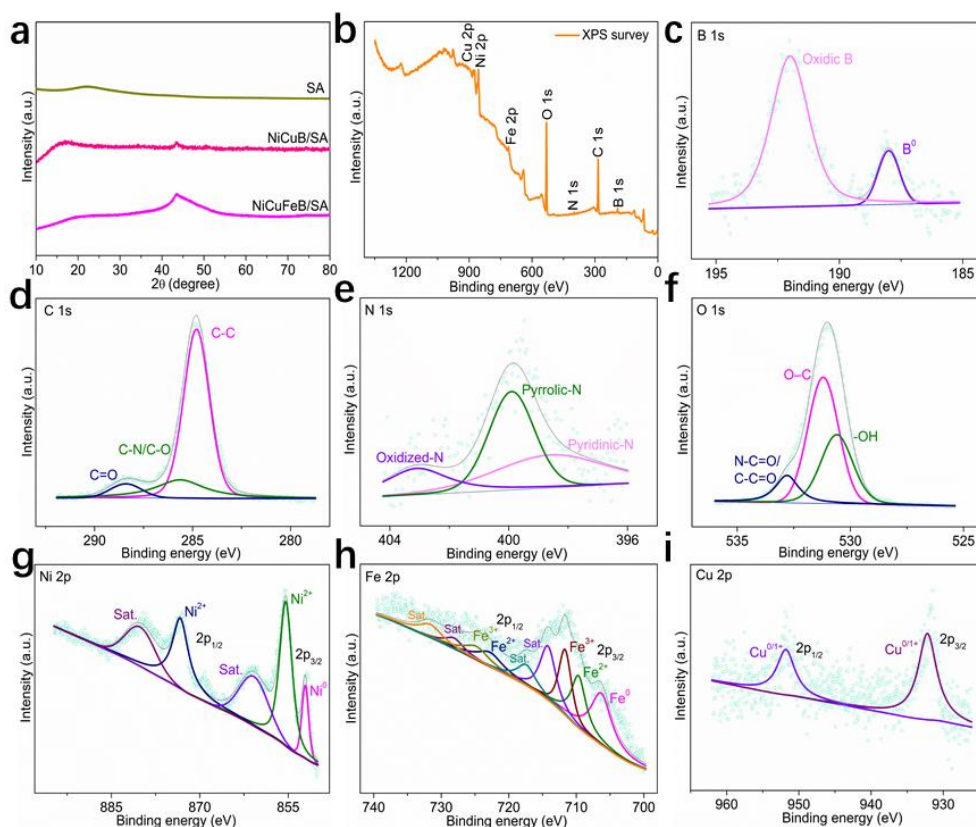 a
SA
NiCuB/SA
NiCuFeB/SA
Intensity (a.u.)
10 20 30 40 50 60 70 80
2θ (degree)
b
XPS survey
Cu 2p
Ni 2p
Fe 2p
O 1s
N 1s
C 1s
B 1s
Intensity (a.u.)
1200 900 600 300 0
Binding energy (eV)
c
B 1s
Oxidic B
B⁰
Intensity (a.u.)
195 190 185
Binding energy (eV)
d
C 1s
C-C
C-N/C-O
C=O
Intensity (a.u.)
290 285 280
Binding energy (eV)
e
N 1s
Pyrrolic-N
Oxidized-N
Pyridinic-N
Intensity (a.u.)
404 400 396
Binding energy (eV)
f
O 1s
O–C
-OH
N-C=O/
C-C=O
Intensity (a.u.)
535 530 525
Binding energy (eV)
g
Ni 2p
Ni²⁺
Ni²⁺
Sat.
2p₁/₂
2p₃/₂
Sat.
Ni⁰
Intensity (a.u.)
885 870 855
Binding energy (eV)
h
Fe 2p
Sat.
2p₁/₂
Sat.
Fe³⁺
Fe²⁺
Sat.
Sat.
Fe³⁺
2p₃/₂
Fe²⁺
Fe⁰
Intensity (a.u.)
740 730 720 710 700
Binding energy (eV)
i
Cu 2p
Cu⁰/¹⁺
2p₁/₂
Cu⁰/¹⁺
2p₃/₂
Intensity (a.u.)
960 950 940 930
Binding energy (eV)